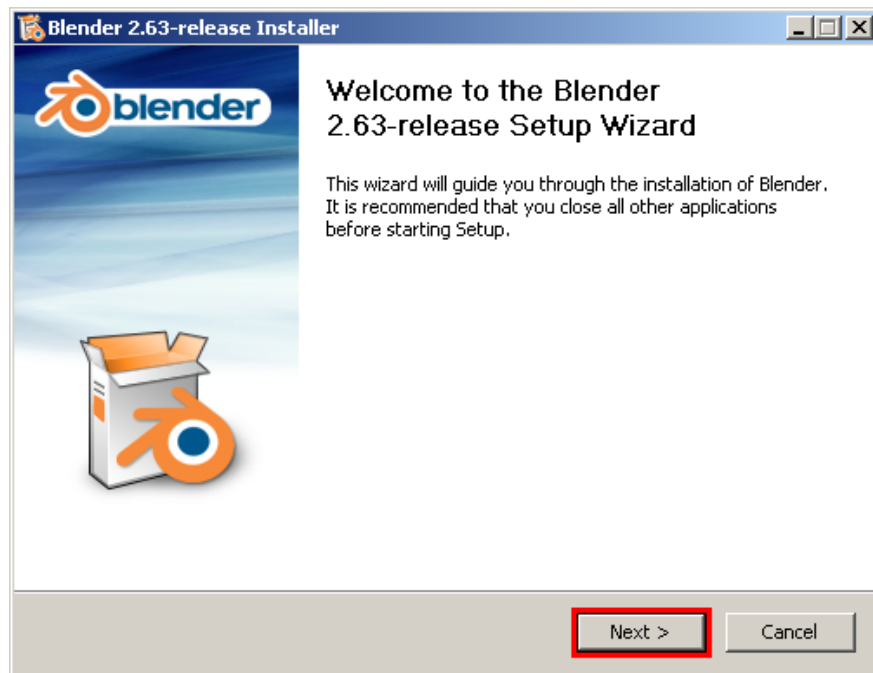 Blender 2.63-release Installer
blender
Welcome to the Blender
2.63-release Setup Wizard
This wizard will guide you through the installation of Blender.
It is recommended that you close all other applications
before starting Setup.
Next >
Cancel